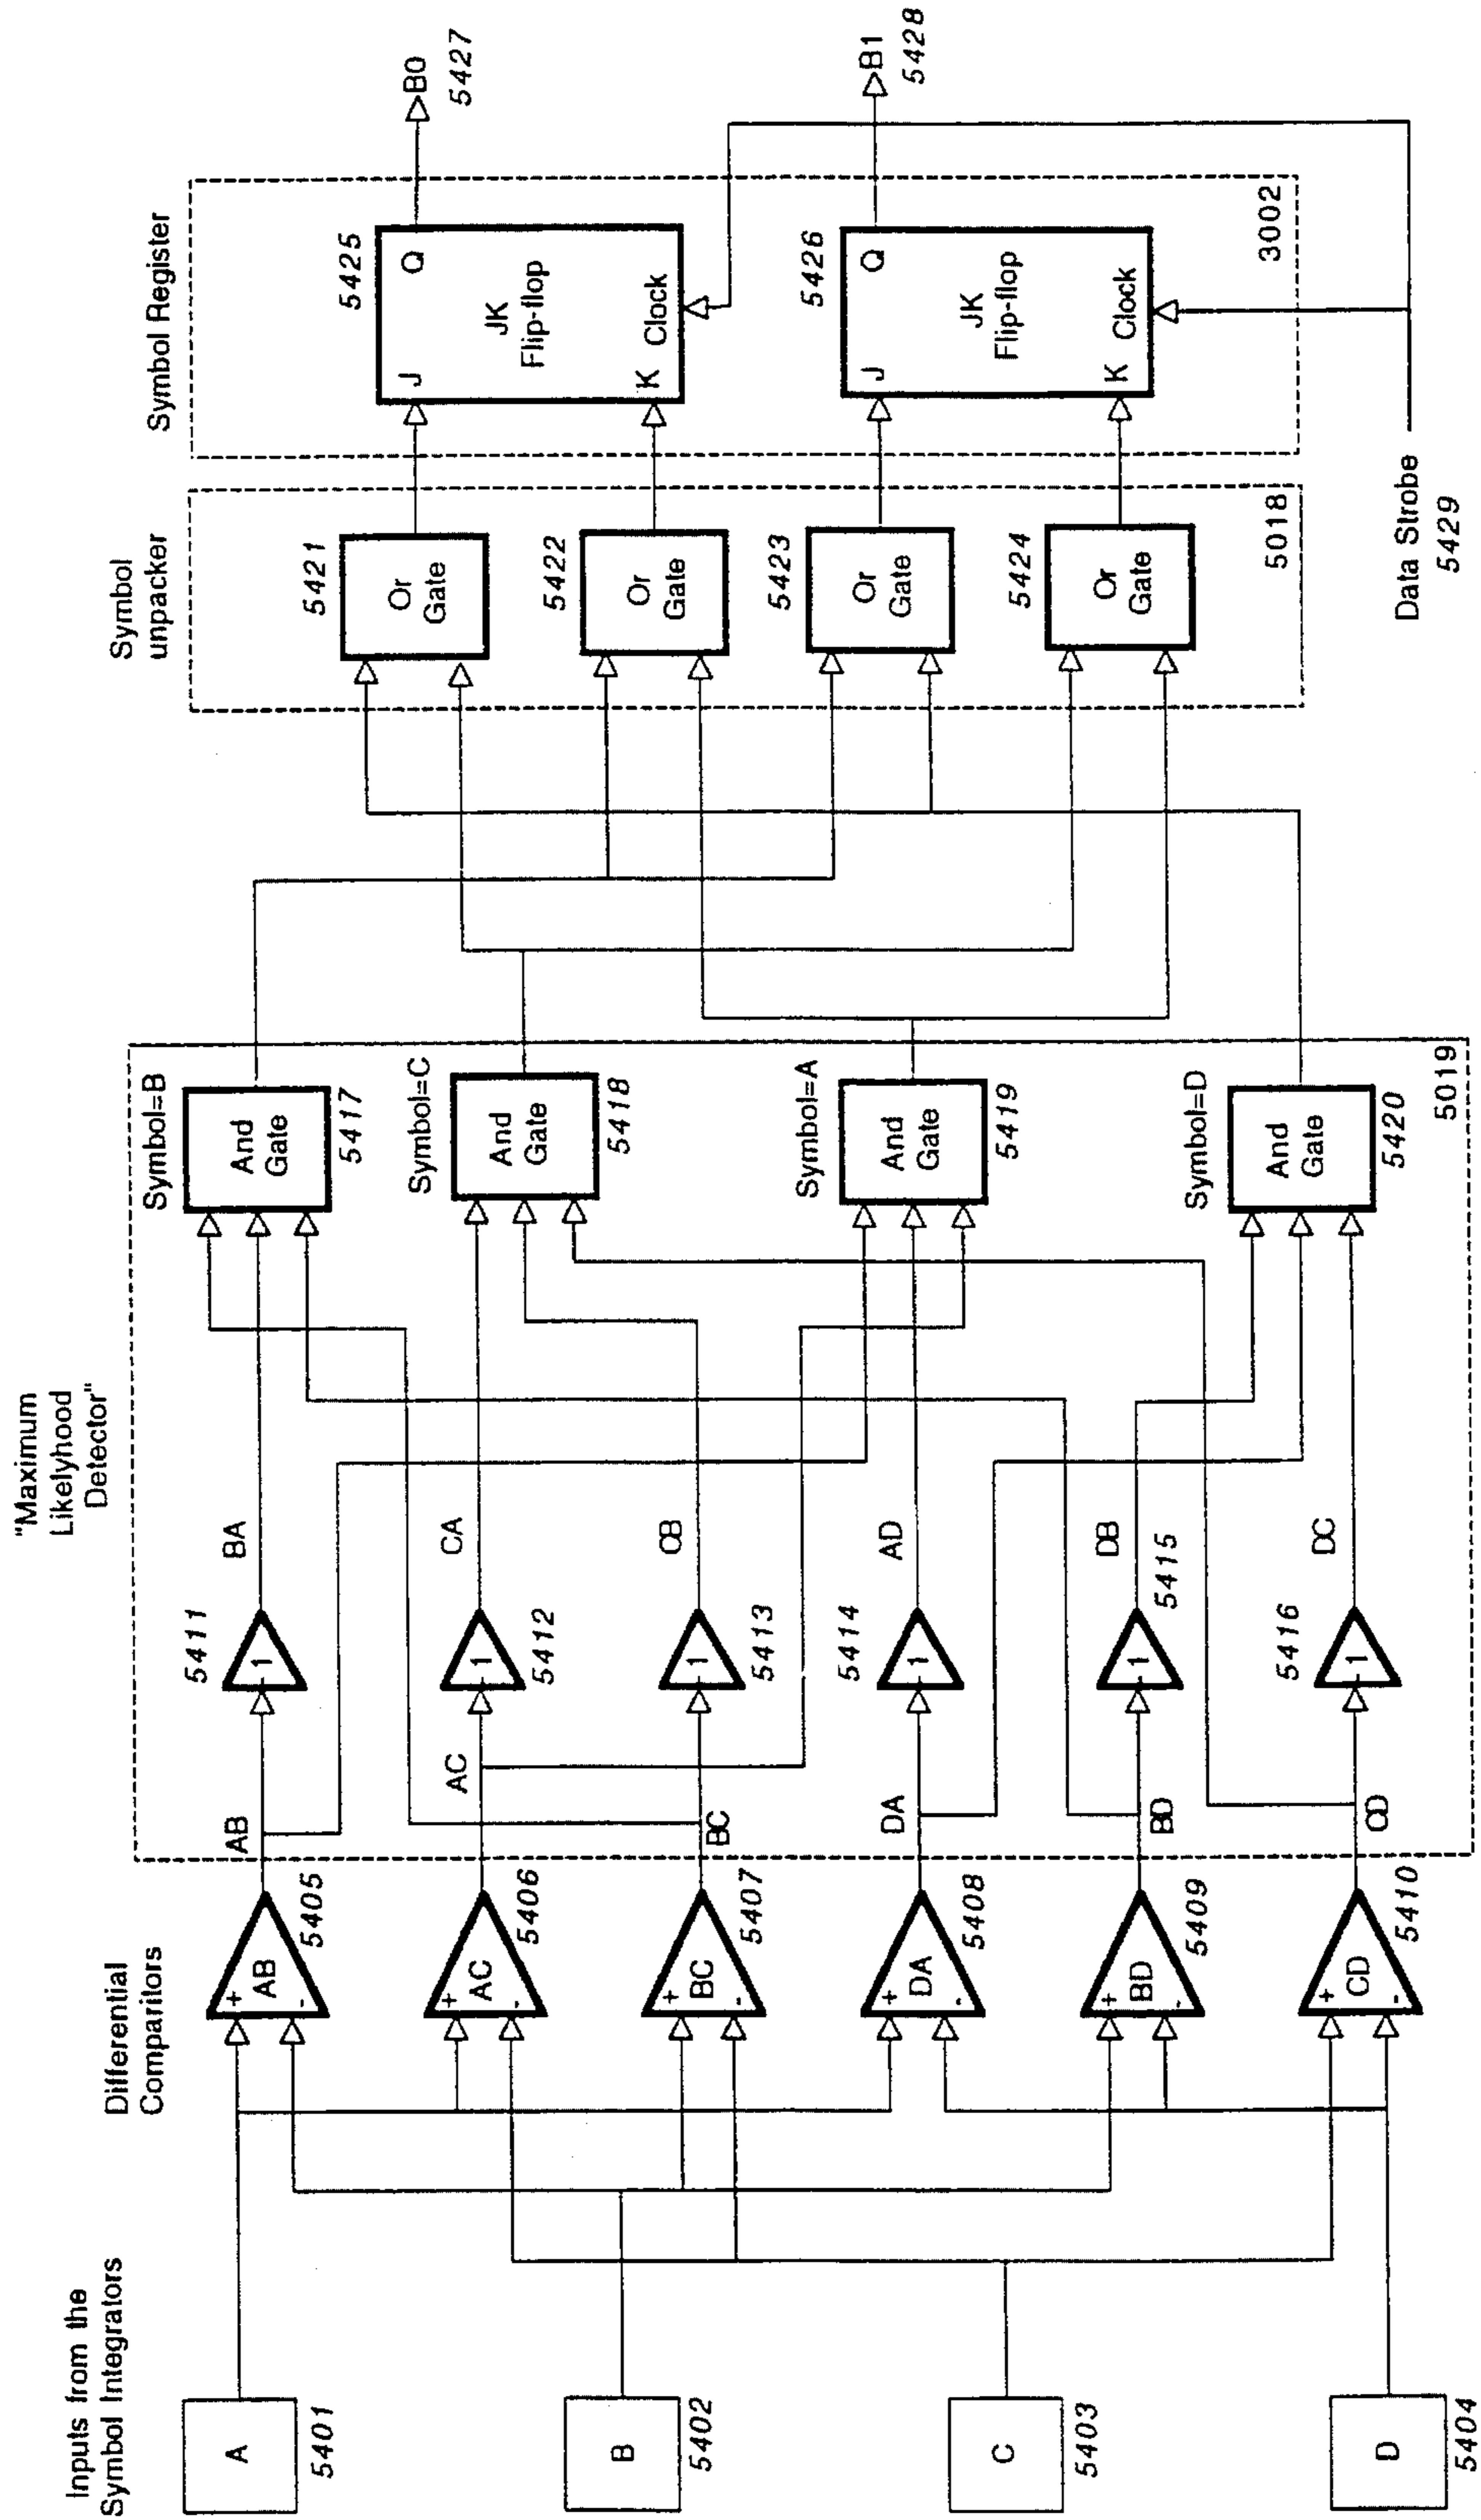 Inputs from the
Symbol Integrators
A
5401
B
5402
C
5403
D
5404
Differential
Comparitors
+
AB
-
5405
+
AC
-
5406
+
BC
-
5407
+
DA
-
5408
+
BD
-
5409
+
CD
-
5410
"Maximum
Likelyhood
Detector"
AB
AC
BC
DA
BD
CD
5411
-1
BA
-1
5412
CA
-1
5413
CB
5414
-1
AD
-1
5415
DB
5416
-1
DC
Symbol=B
And
Gate
5417
Symbol=C
And
Gate
5418
Symbol=A
And
Gate
5419
Symbol=D
And
Gate
5420
5019
Symbol
unpacker
5421
Or
Gate
5422
Or
Gate
5423
Or
Gate
5424
Or
Gate
5018
Symbol Register
5425
J
Q
JK
Flip-flop
K
Clock
5426
J
Q
JK
Flip-flop
K
Clock
3002
B0
5427
B1
5428
Data Strobe
5429